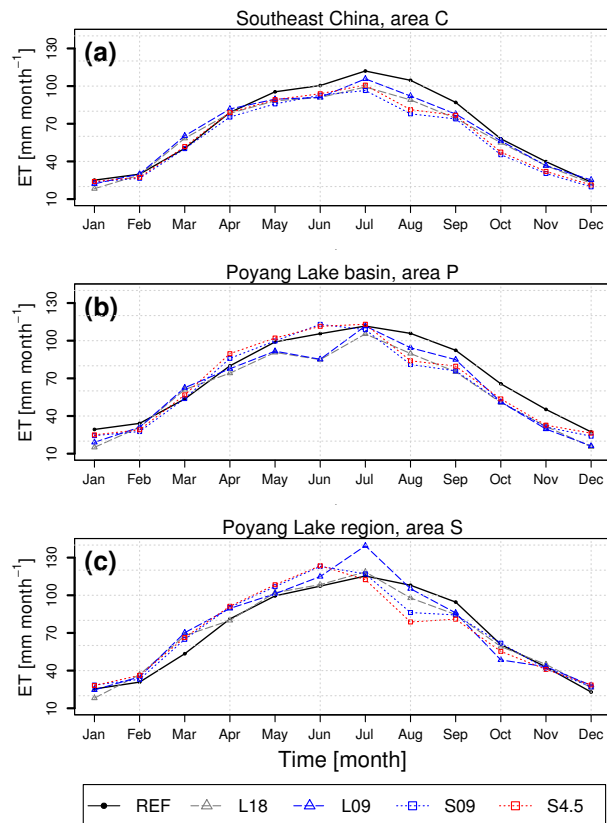 Southeast China, area C
(a)
ET [mm month⁻¹]
10 40 70 100 130
Jan Feb Mar Apr May Jun Jul Aug Sep Oct Nov Dec
Poyang Lake basin, area P
(b)
ET [mm month⁻¹]
10 40 70 100 130
Jan Feb Mar Apr May Jun Jul Aug Sep Oct Nov Dec
Poyang Lake region, area S
(c)
ET [mm month⁻¹]
10 40 70 100 130
Jan Feb Mar Apr May Jun Jul Aug Sep Oct Nov Dec
Time [month]
REF L18 L09 S09 S4.5